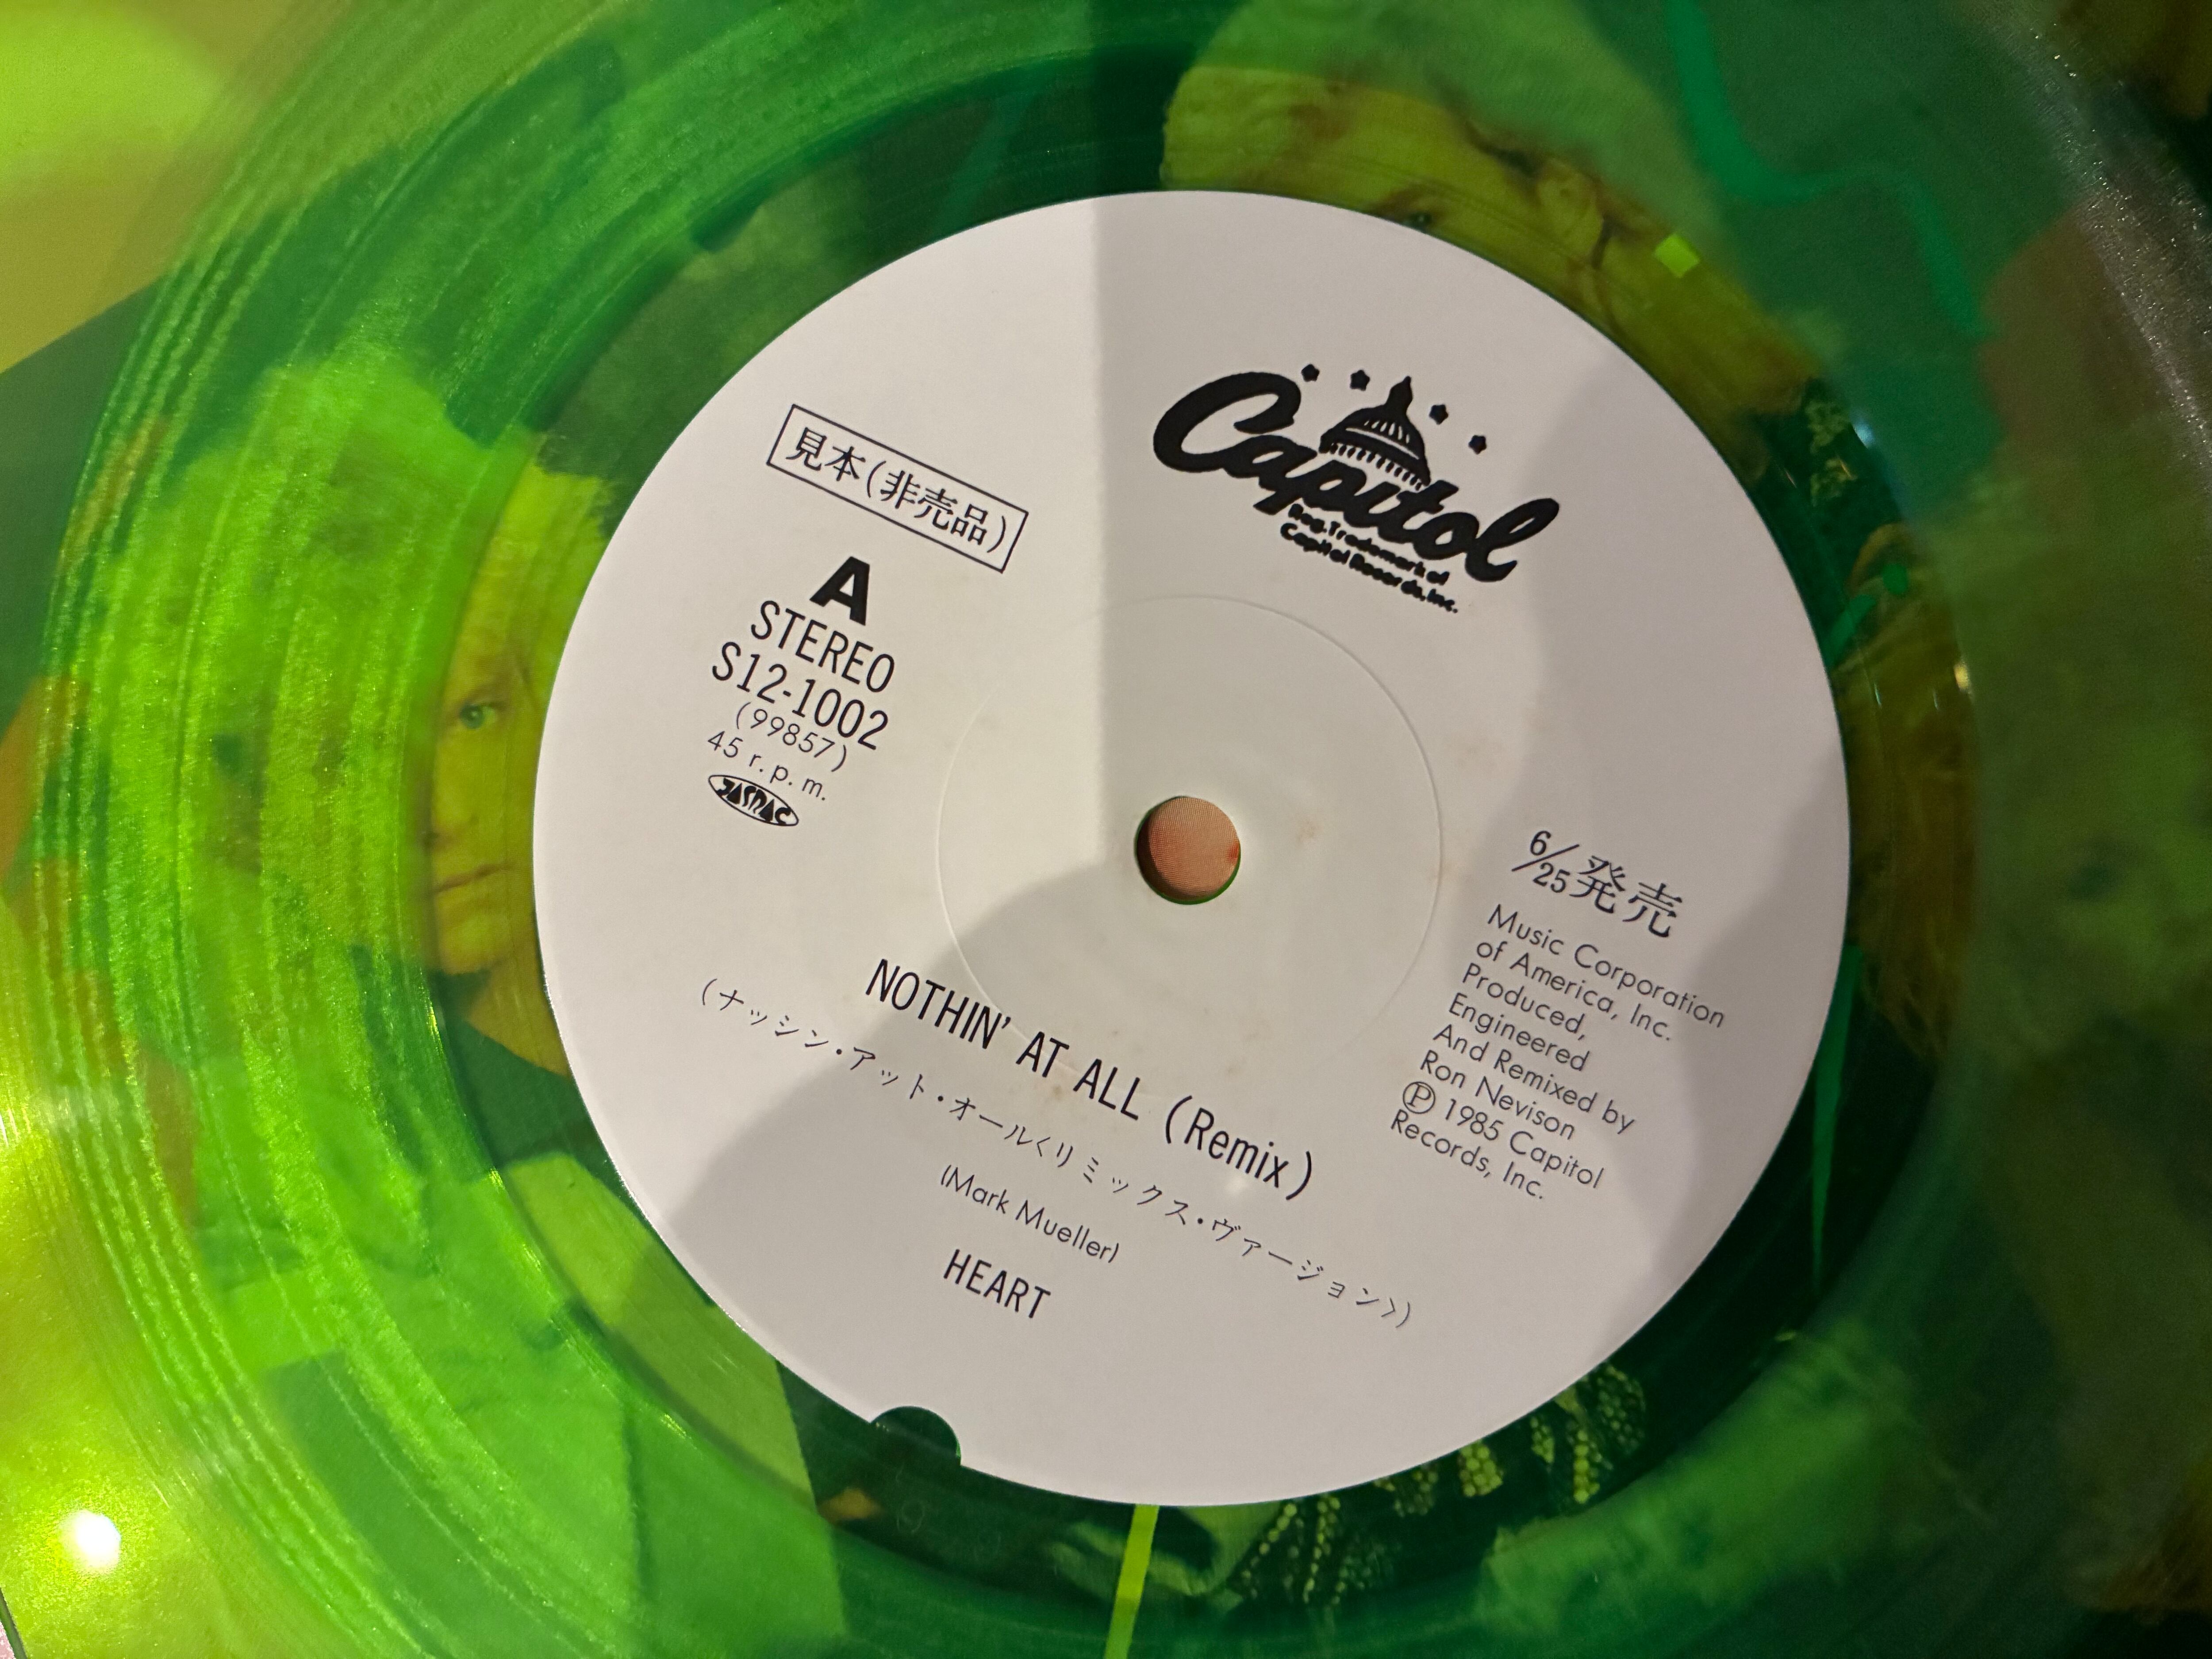 Capitol
Reg. Trademark of
Capitol Records, Inc.
見本(非売品)
A
STEREO
S12-1002
(99857)
45 r.p.m.
JASRAC
6/25発売
Music Corporation
of America, Inc.
Produced,
Engineered
And Remixed by
Ron Nevison
Ⓟ 1985 Capitol
Records, Inc.
NOTHIN' AT ALL (Remix)
(ナッシン・アット・オール〈リミックス・ヴァージョン〉)
(Mark Mueller)
HEART